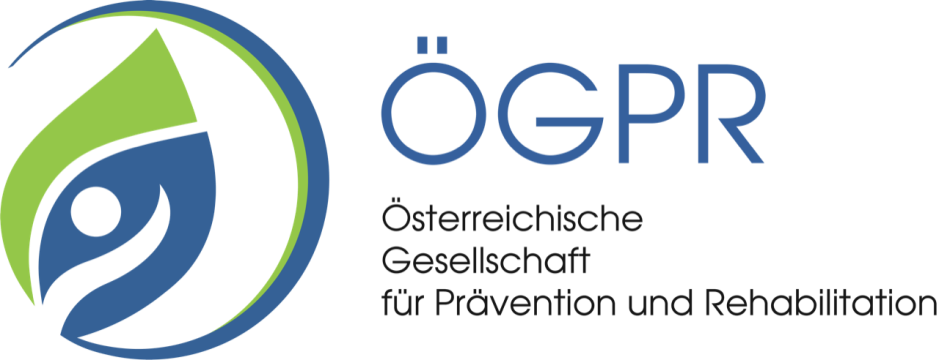 ÖGPR
Österreichische
Gesellschaft
für Prävention und Rehabilitation